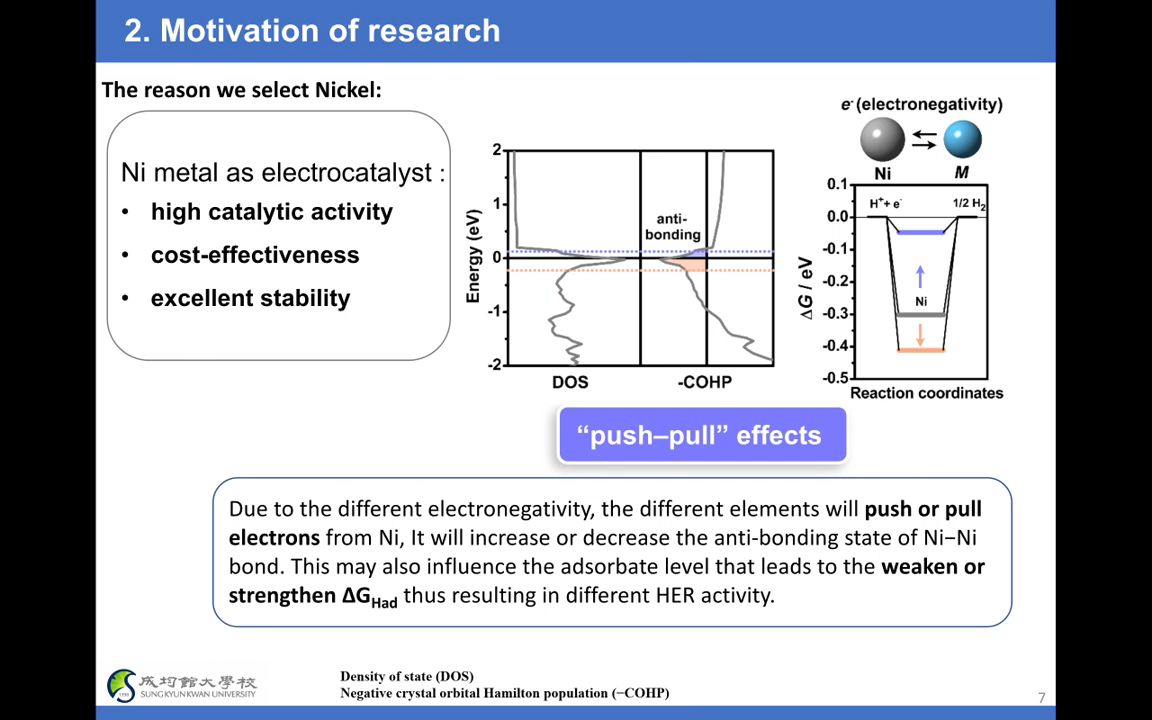 2. Motivation of research
The reason we select Nickel:
Ni metal as electrocatalyst :
• high catalytic activity
• cost-effectiveness
• excellent stability
2
1
0
-1
-2
Energy (eV)
anti-
bonding
DOS
-COHP
e⁻ (electronegativity)
Ni
M
0.1
0.0
-0.1
-0.2
-0.3
-0.4
-0.5
ΔG / eV
H⁺+ e⁻
1/2 H₂
Ni
Reaction coordinates
“push–pull” effects
Due to the different electronegativity, the different elements will push or pull
electrons from Ni, It will increase or decrease the anti-bonding state of Ni−Ni
bond. This may also influence the adsorbate level that leads to the weaken or
strengthen ΔG_Had thus resulting in different HER activity.
成均館大學校
SUNGKYUNKWAN UNIVERSITY
Density of state (DOS)
Negative crystal orbital Hamilton population (−COHP)
7